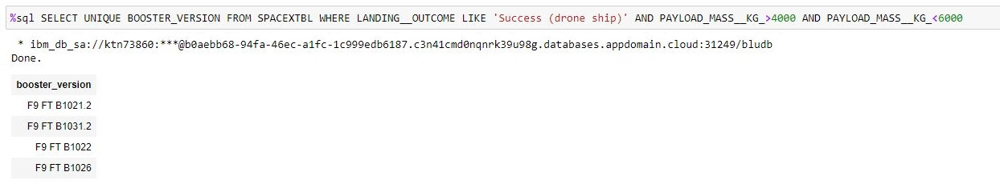 %sql SELECT UNIQUE BOOSTER_VERSION FROM SPACEXTBL WHERE LANDING__OUTCOME LIKE 'Success (drone ship)' AND PAYLOAD_MASS__KG_>4000 AND PAYLOAD_MASS__KG_<6000
* ibm_db_sa://ktn73860:***@b0aebb68-94fa-46ec-a1fc-1c999edb6187.c3n41cmd0nqnrk39u98g.databases.appdomain.cloud:31249/bludb
Done.
booster_version
F9 FT B1021.2
F9 FT B1031.2
F9 FT B1022
F9 FT B1026